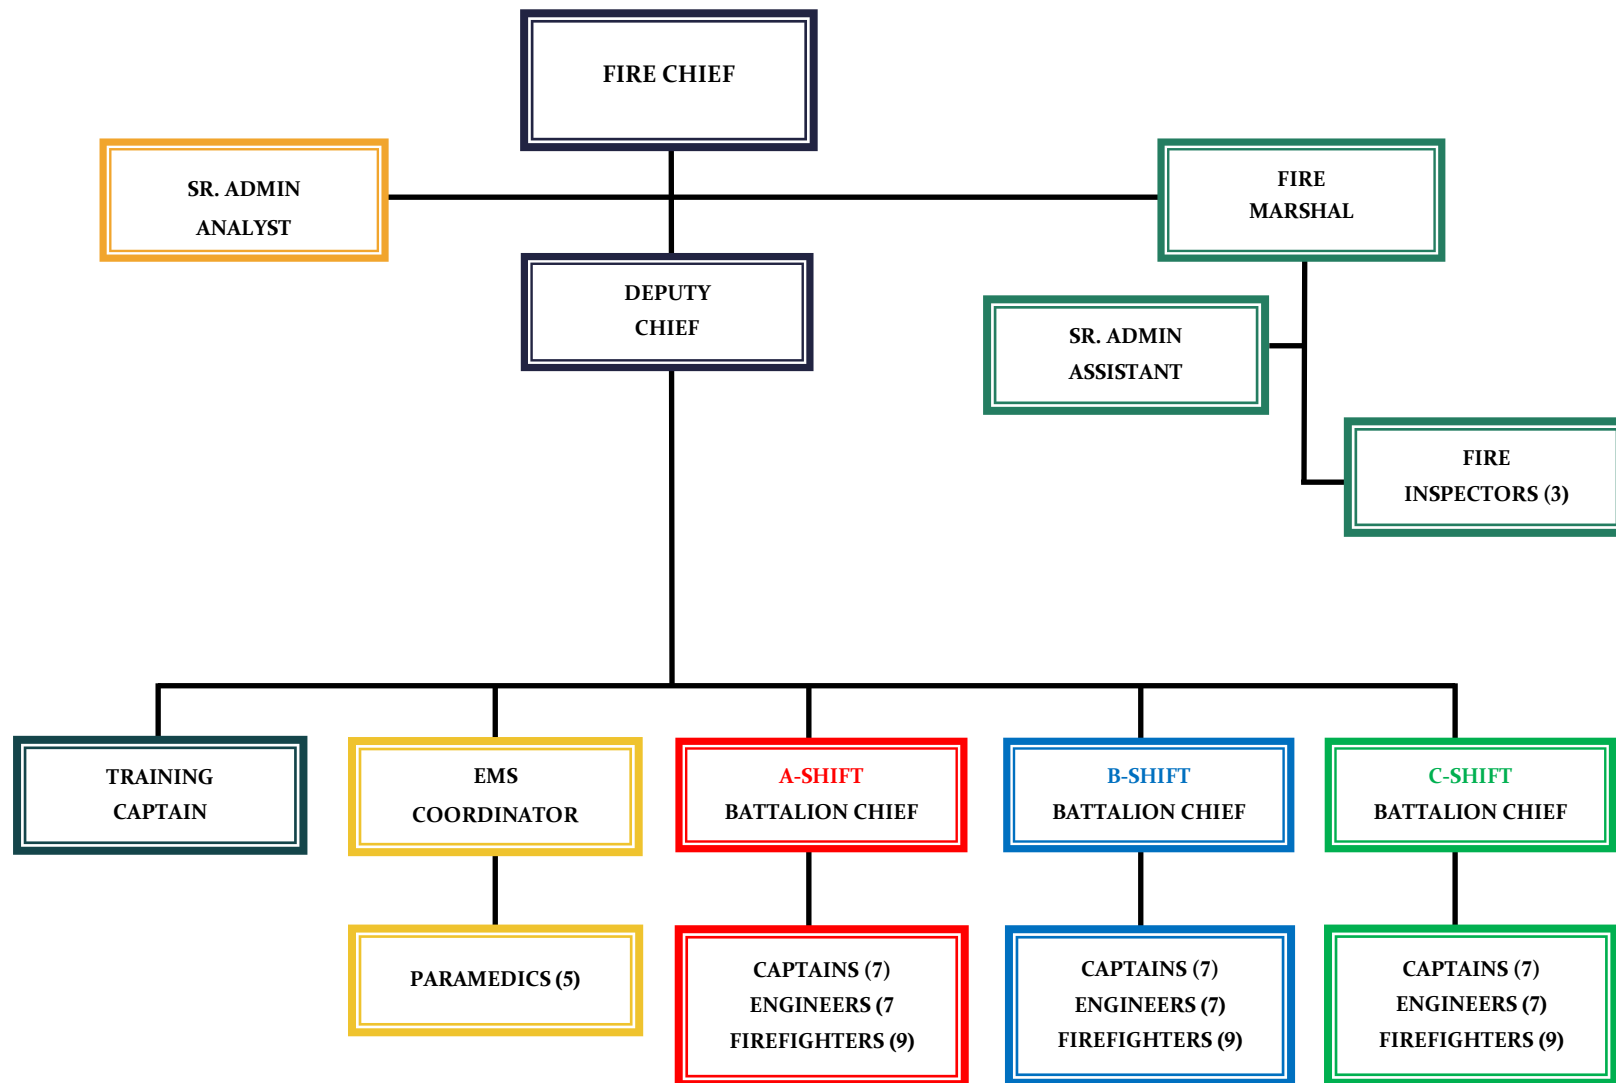 FIRE CHIEF
SR. ADMIN
ANALYST
FIRE
MARSHAL
DEPUTY
CHIEF
SR. ADMIN
ASSISTANT
FIRE
INSPECTORS (3)
TRAINING
CAPTAIN
EMS
COORDINATOR
A-SHIFT
BATTALION CHIEF
B-SHIFT
BATTALION CHIEF
C-SHIFT
BATTALION CHIEF
PARAMEDICS (5)
CAPTAINS (7)
ENGINEERS (7
FIREFIGHTERS (9)
CAPTAINS (7)
ENGINEERS (7)
FIREFIGHTERS (9)
CAPTAINS (7)
ENGINEERS (7)
FIREFIGHTERS (9)